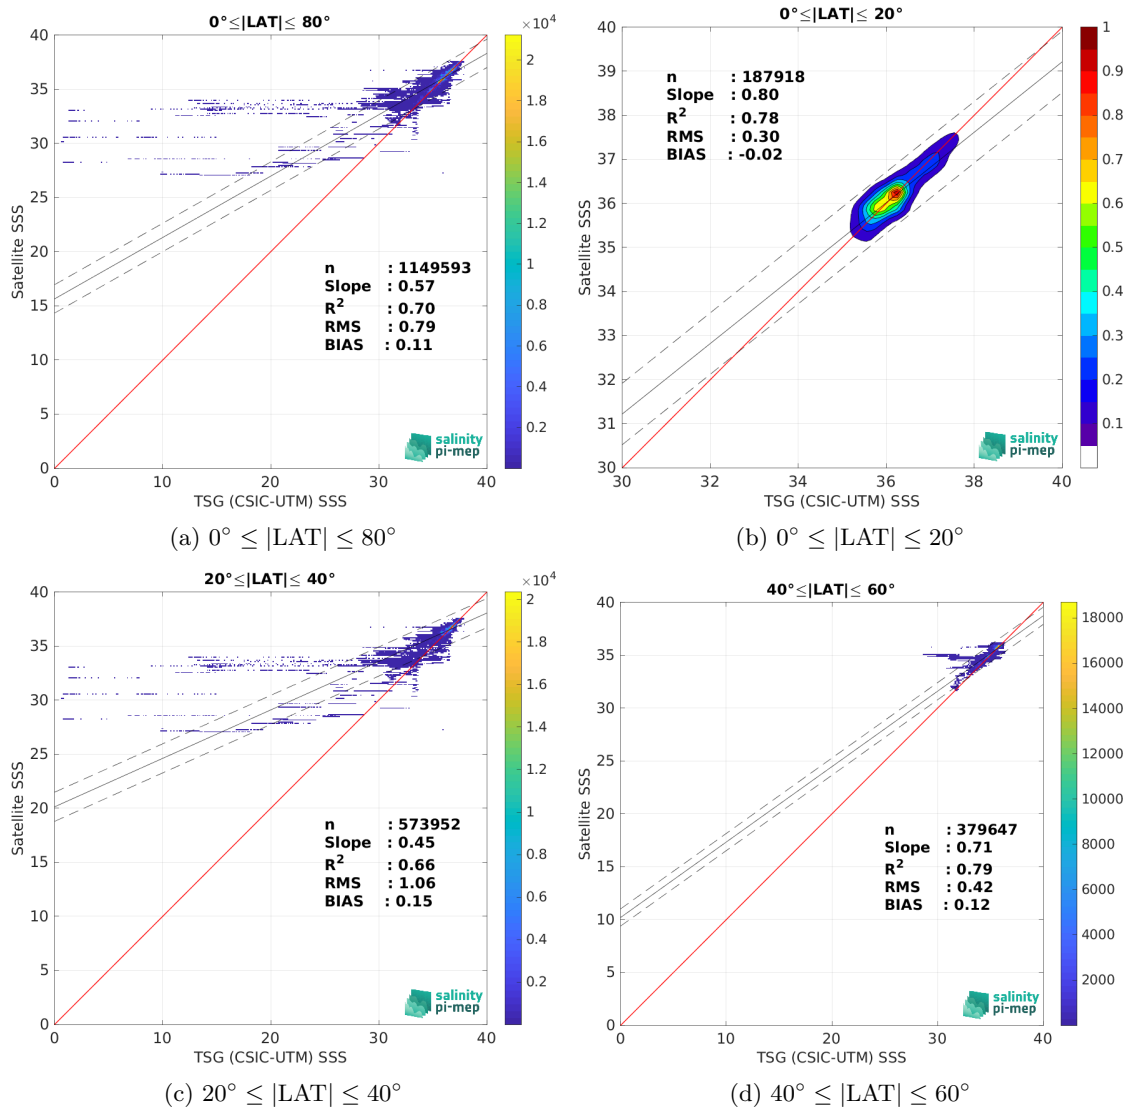 0°≤|LAT|≤ 80°
×10⁴
40
35
30
25
20
15
10
5
0
0 10 20 30 40
Satellite SSS
TSG (CSIC-UTM) SSS
n : 1149593
Slope : 0.57
R² : 0.70
RMS : 0.79
BIAS : 0.11
2
1.8
1.6
1.4
1.2
1
0.8
0.6
0.4
0.2
salinity
pi-mep
(a) 0° ≤ |LAT| ≤ 80°
0°≤|LAT|≤ 20°
40
39
38
37
36
35
34
33
32
31
30
30 32 34 36 38 40
Satellite SSS
TSG (CSIC-UTM) SSS
n : 187918
Slope : 0.80
R² : 0.78
RMS : 0.30
BIAS : -0.02
1
0.9
0.8
0.7
0.6
0.5
0.4
0.3
0.2
0.1
salinity
pi-mep
(b) 0° ≤ |LAT| ≤ 20°
20°≤|LAT|≤ 40°
×10⁴
40
35
30
25
20
15
10
5
0
0 10 20 30 40
Satellite SSS
TSG (CSIC-UTM) SSS
n : 573952
Slope : 0.45
R² : 0.66
RMS : 1.06
BIAS : 0.15
2
1.8
1.6
1.4
1.2
1
0.8
0.6
0.4
0.2
salinity
pi-mep
(c) 20° ≤ |LAT| ≤ 40°
40°≤|LAT|≤ 60°
40
35
30
25
20
15
10
5
0
0 10 20 30 40
Satellite SSS
TSG (CSIC-UTM) SSS
n : 379647
Slope : 0.71
R² : 0.79
RMS : 0.42
BIAS : 0.12
18000
16000
14000
12000
10000
8000
6000
4000
2000
salinity
pi-mep
(d) 40° ≤ |LAT| ≤ 60°